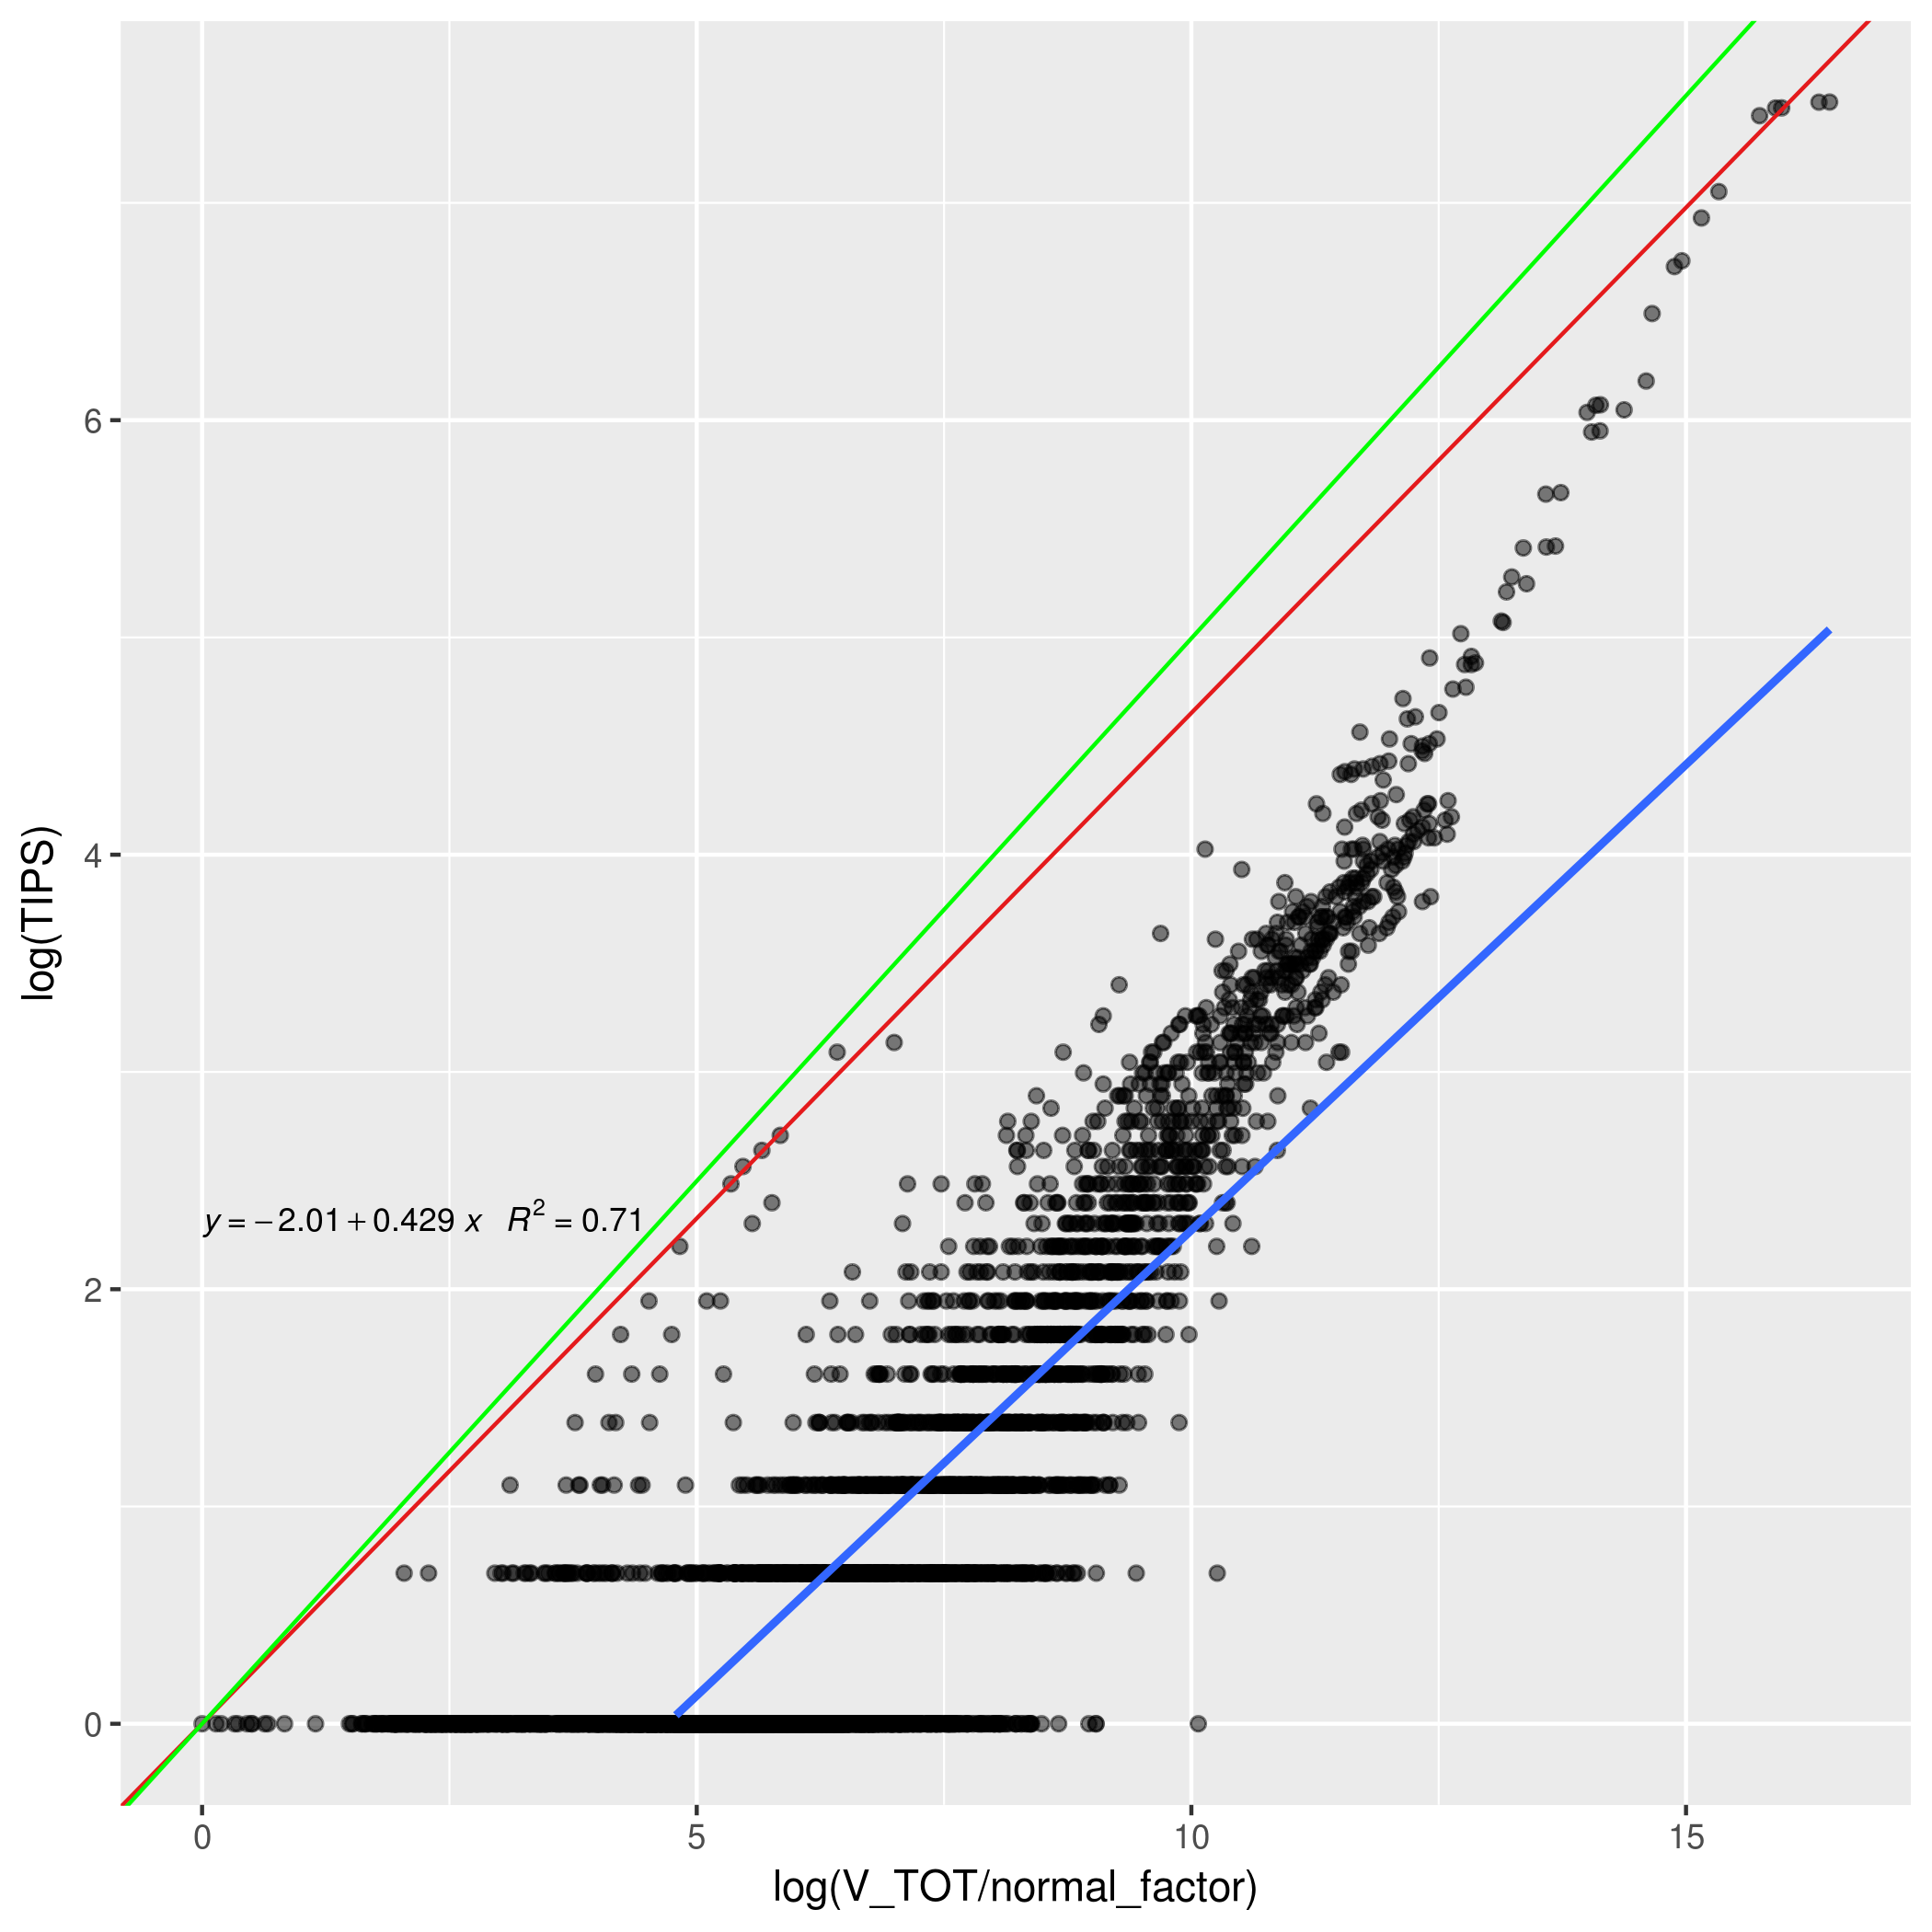 6
4
2
0
log(TIPS)
y = −2.01 + 0.429 x R² = 0.71
0 5 10 15
log(V_TOT/normal_factor)